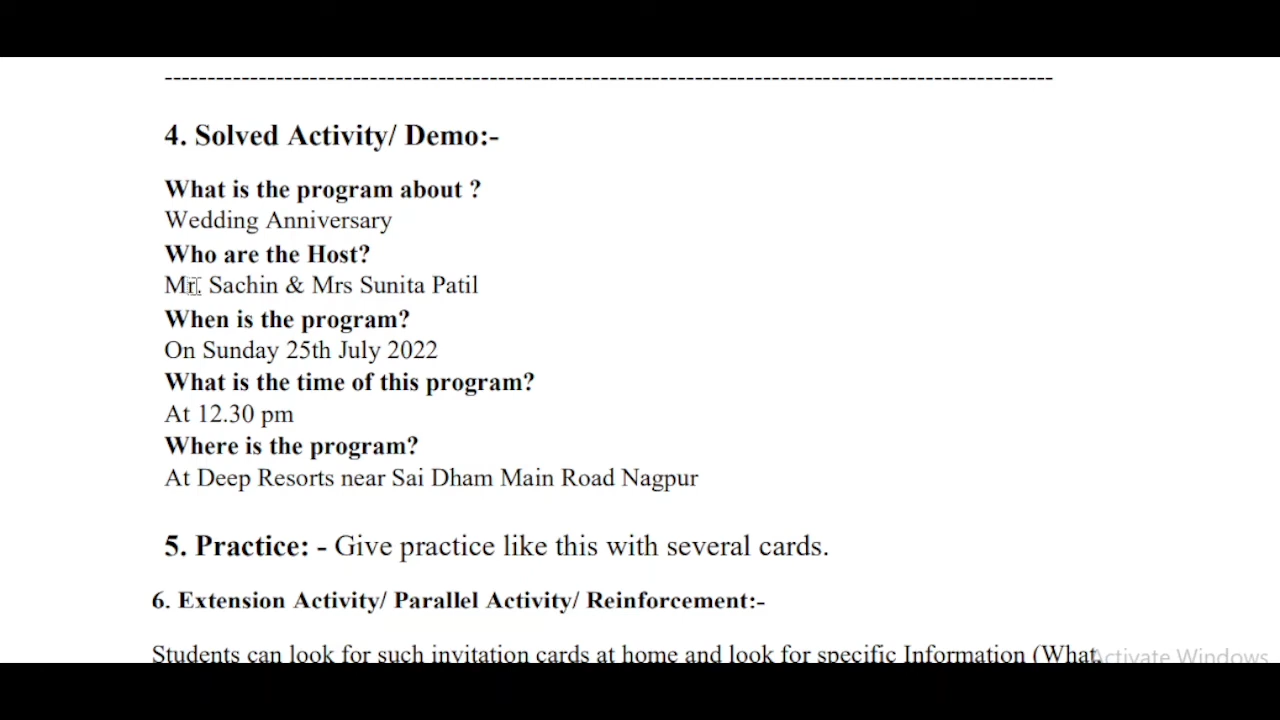 ----------------------------------------------------------------------------------------------------------
4. Solved Activity/ Demo:-
What is the program about ?
Wedding Anniversary
Who are the Host?
Mr. Sachin & Mrs Sunita Patil
When is the program?
On Sunday 25th July 2022
What is the time of this program?
At 12.30 pm
Where is the program?
At Deep Resorts near Sai Dham Main Road Nagpur
5. Practice: - Give practice like this with several cards.
6. Extension Activity/ Parallel Activity/ Reinforcement:-
Students can look for such invitation cards at home and look for specific Information (What,
Activate Windows